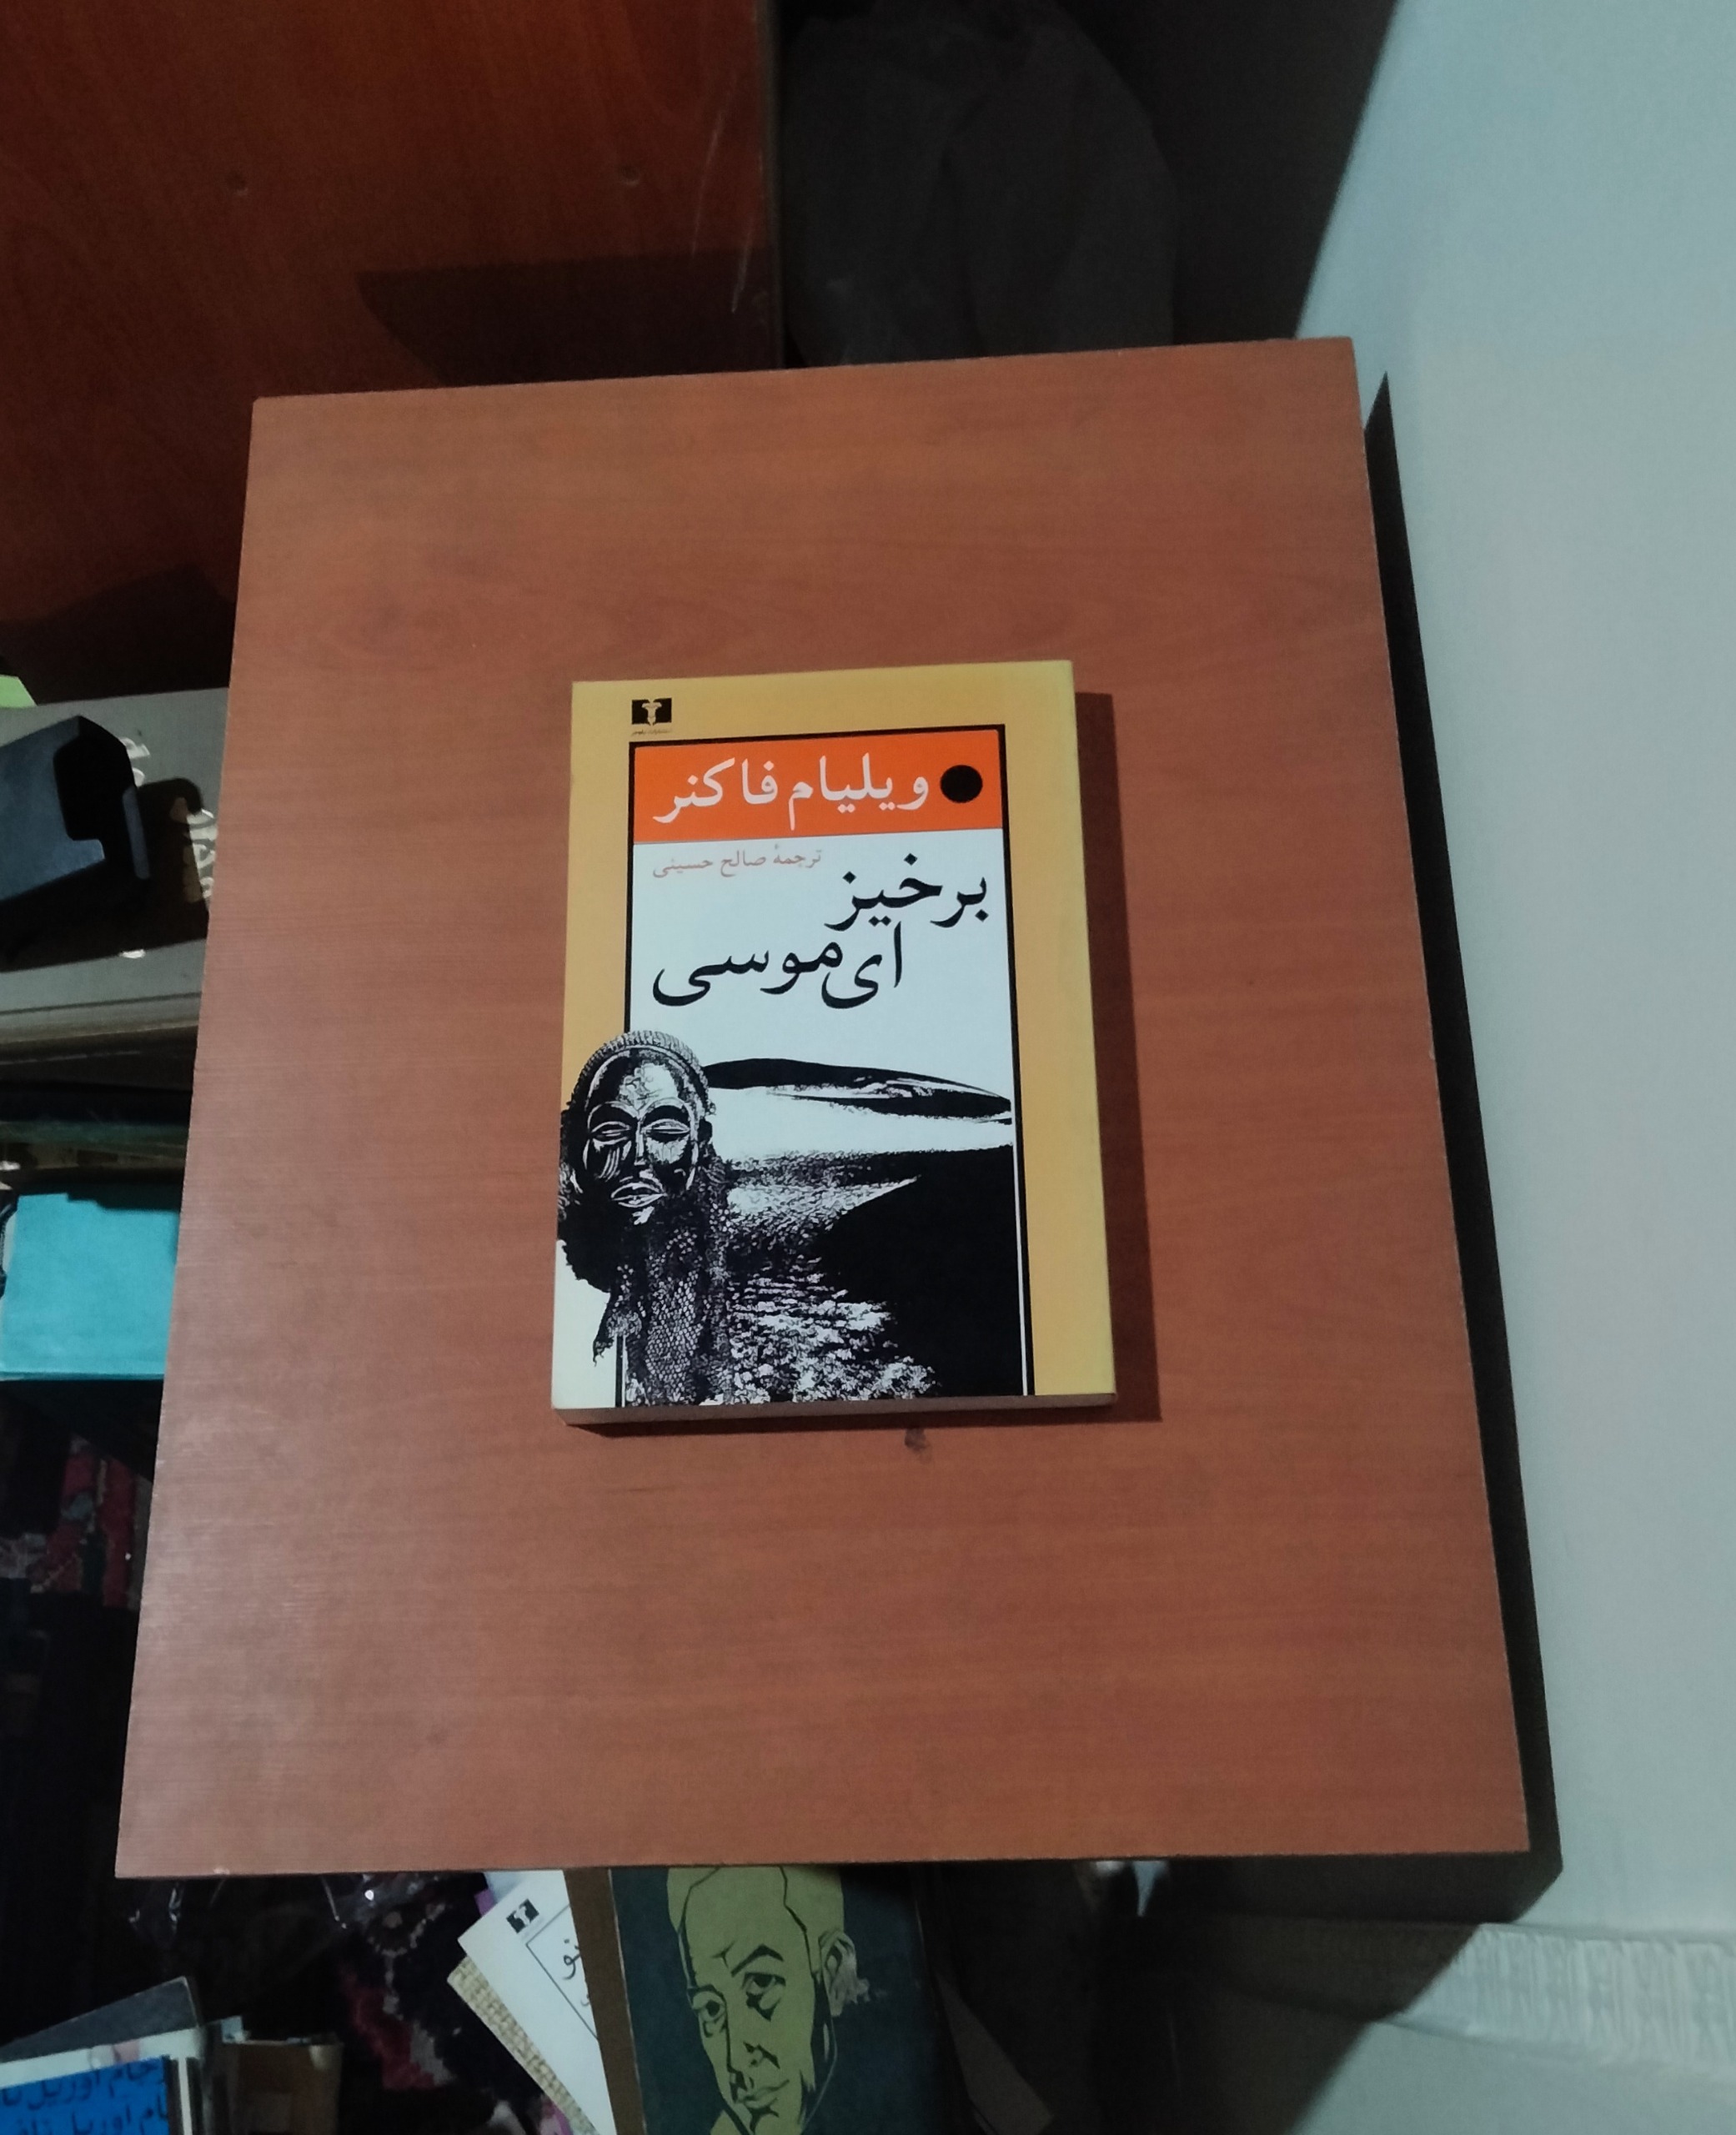 ویلیام فاکنر
ترجمهٔ صالح حسینی
برخیز
ای موسی